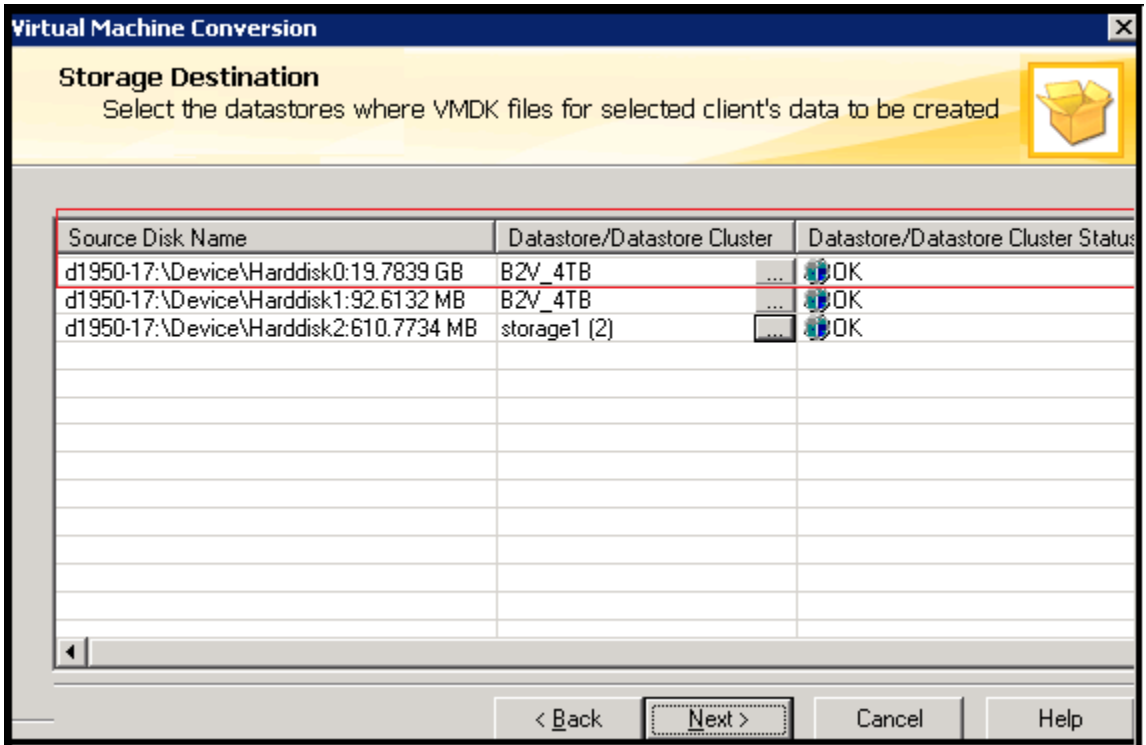 Virtual Machine Conversion
Storage Destination
Select the datastores where VMDK files for selected client's data to be created
Source Disk Name Datastore/Datastore Cluster Datastore/Datastore Cluster Status
d1950-17:\Device\Harddisk0:19.7839 GB B2V_4TB ... OK
d1950-17:\Device\Harddisk1:92.6132 MB B2V_4TB ... OK
d1950-17:\Device\Harddisk2:610.7734 MB storage1 (2) ... OK
< Back Next > Cancel Help